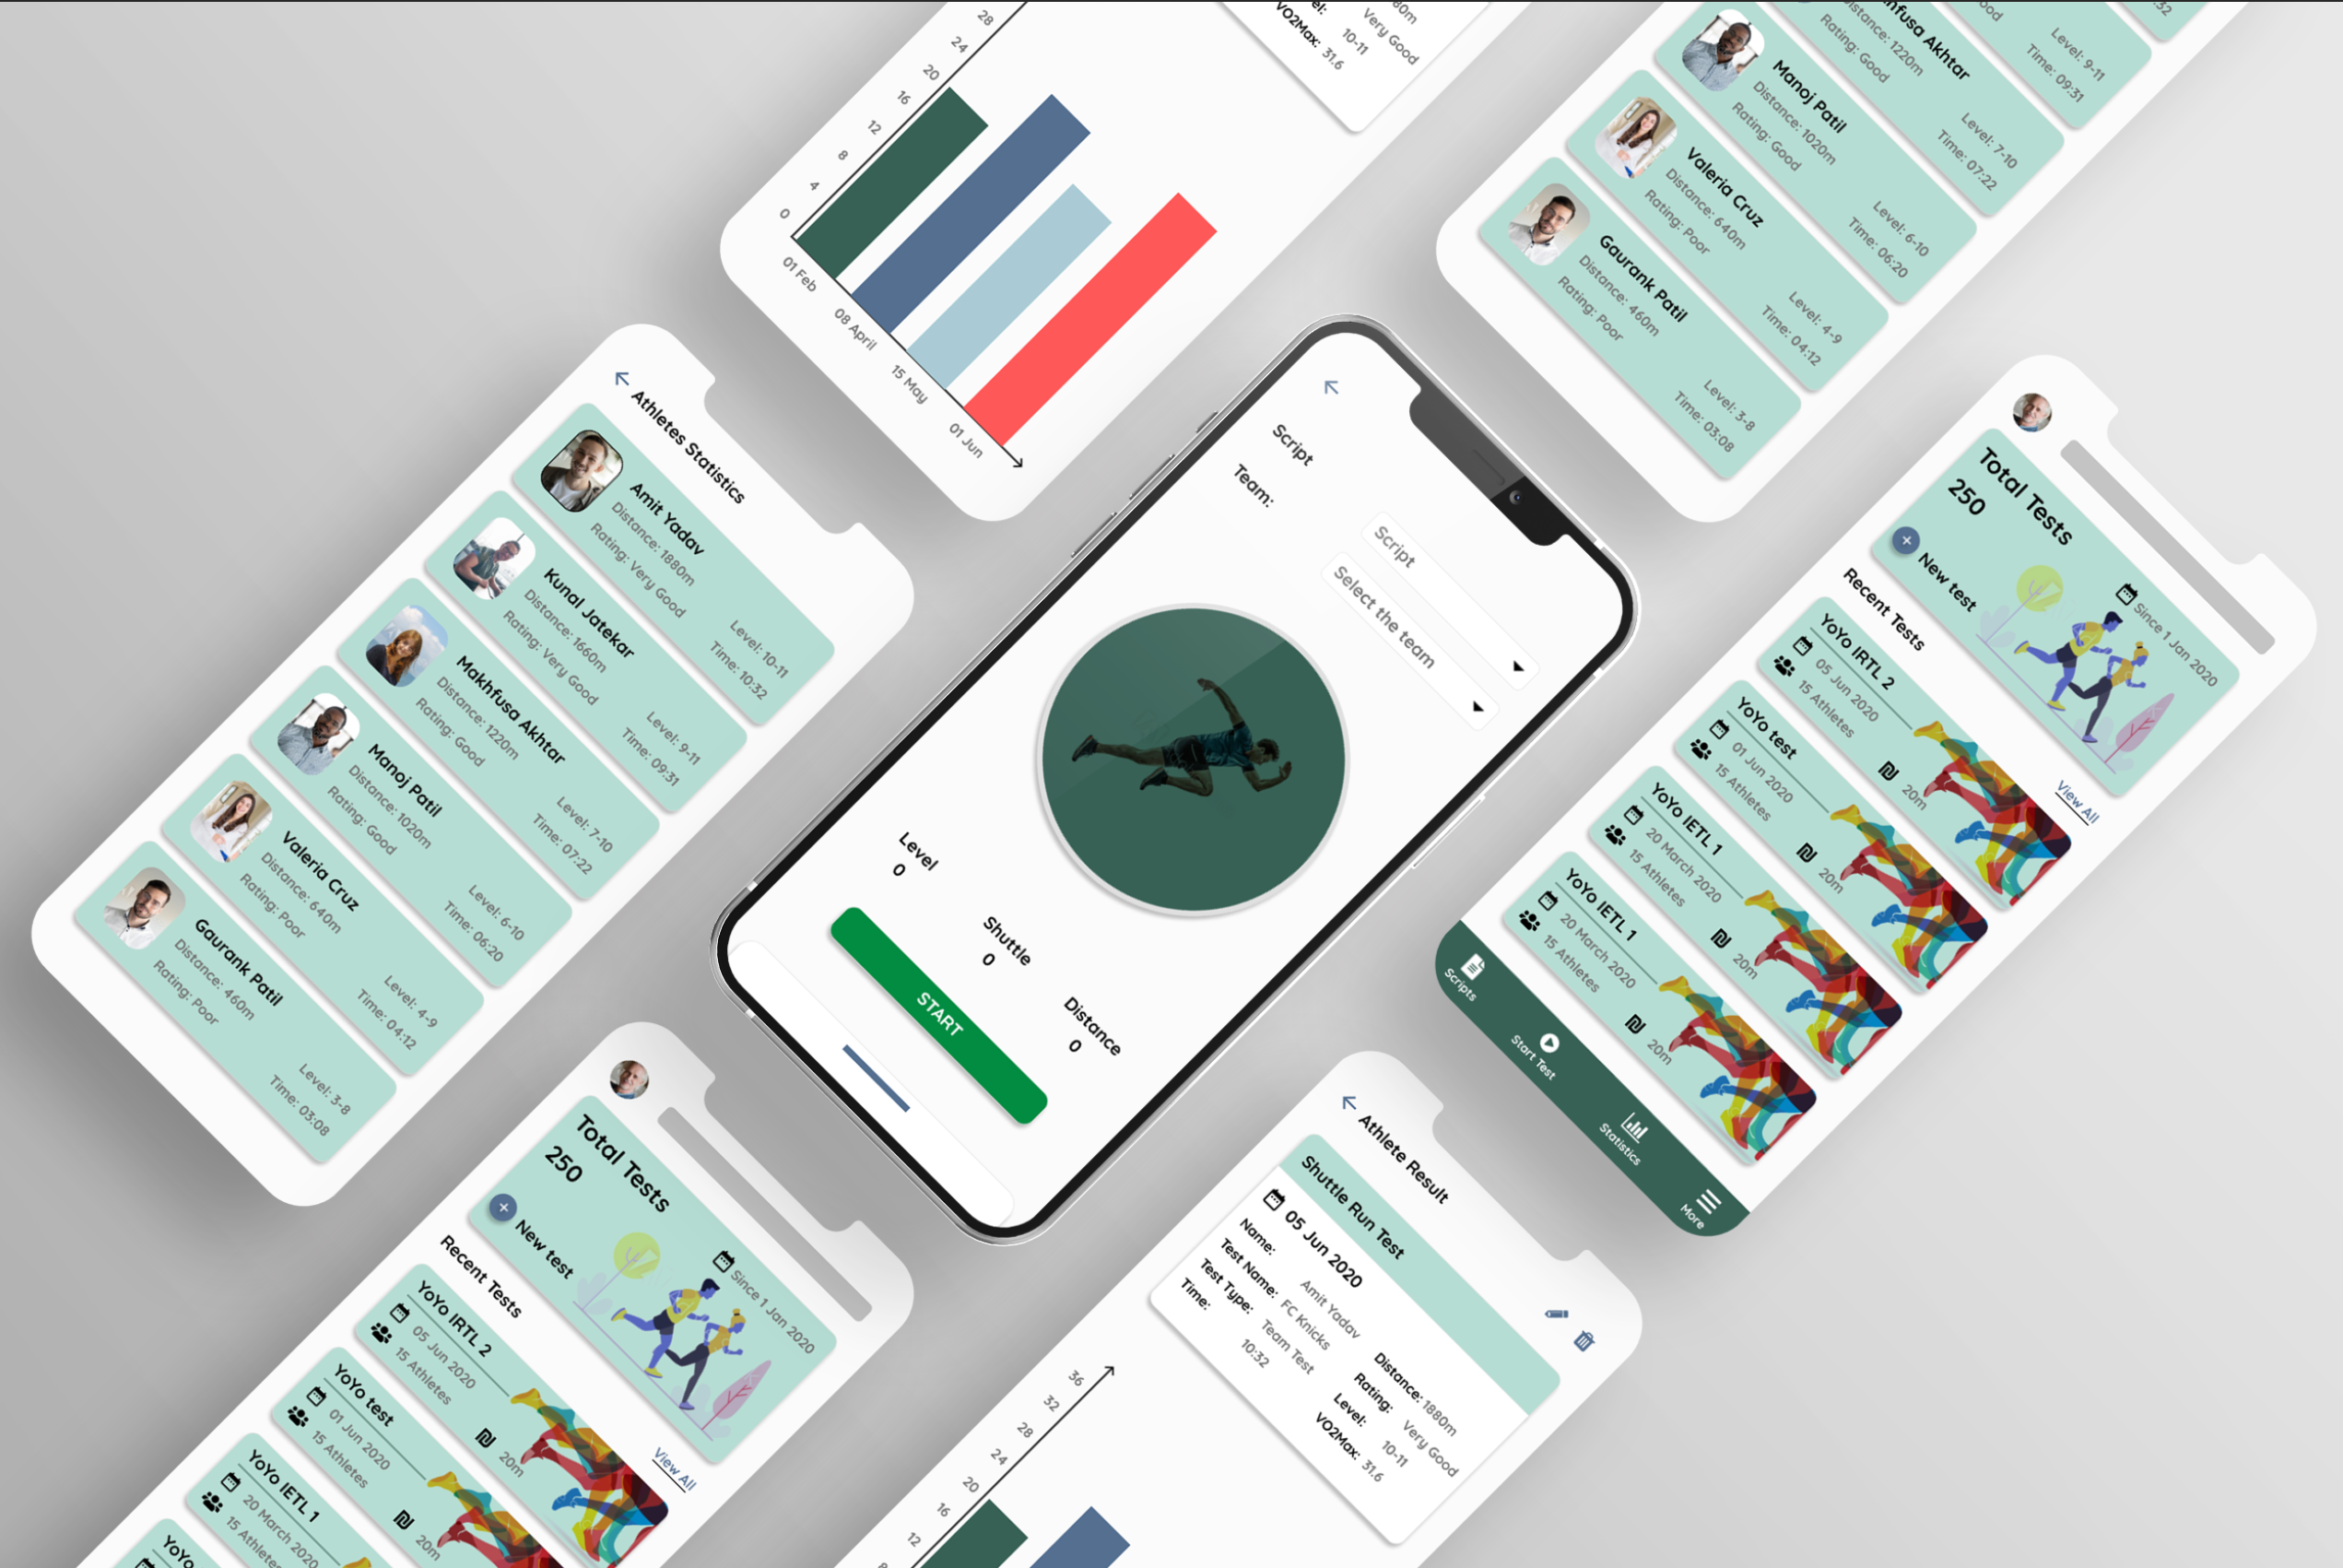 28
24
20
16
12
8
4
0
01 Feb
08 April
15 May
01 Jun
Very Good
10-11
VO2Max: 31.6
Akhtar
Distance: 1220m
Rating: Good
Level: 9-11
Time: 09:31
Manoj Patil
Distance: 1020m
Rating: Good
Level: 7-10
Time: 07:22
Valeria Cruz
Distance: 640m
Rating: Poor
Level: 6-10
Time: 06:20
Gaurank Patil
Distance: 460m
Rating: Poor
Level: 4-9
Time: 04:12
Level: 3-8
Time: 03:08
Athletes Statistics
Amit Yadav
Distance: 1880m
Rating: Very Good
Level: 10-11
Time: 10:32
Kunal Jatekar
Distance: 1660m
Rating: Very Good
Level: 9-11
Time: 09:31
Makhfusa Akhtar
Distance: 1220m
Rating: Good
Level: 7-10
Time: 07:22
Manoj Patil
Distance: 1020m
Rating: Good
Level: 6-10
Time: 06:20
Valeria Cruz
Distance: 640m
Rating: Poor
Level: 4-9
Time: 04:12
Gaurank Patil
Distance: 460m
Rating: Poor
Level: 3-8
Time: 03:08
Script
Script
Team:
Select the team
Level
0
Shuttle
0
Distance
0
START
Total Tests
250
Since 1 Jan 2020
New test
Recent Tests
View All
YoYo IRTL 2
05 Jun 2020
15 Athletes
20m
YoYo test
01 Jun 2020
15 Athletes
20m
YoYo IETL 1
20 March 2020
15 Athletes
20m
YoYo IETL 1
20 March 2020
15 Athletes
20m
Scripts
Start Test
Statistics
More
Total Tests
250
Since 1 Jan 2020
New test
Recent Tests
View All
YoYo IRTL 2
05 Jun 2020
15 Athletes
20m
YoYo test
01 Jun 2020
15 Athletes
20m
YoYo IETL 1
20 March 2020
15 Athletes
YoYo
Athlete Result
Shuttle Run Test
05 Jun 2020
Name: Amit Yadav
Test Name: FC Knicks
Test Type: Team Test
Time: 10:32
Distance: 1880m
Rating: Very Good
Level: 10-11
VO2Max: 31.6
36
32
28
24
20
16
12